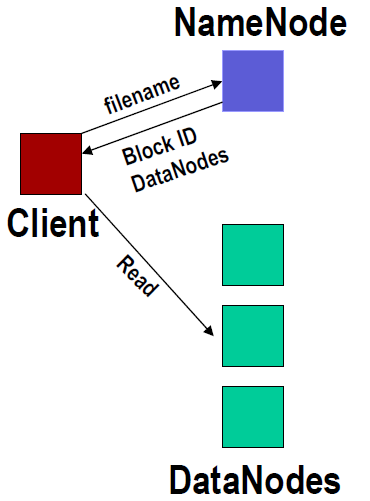 NameNode
filename
Block ID
DataNodes
Client
Read
DataNodes